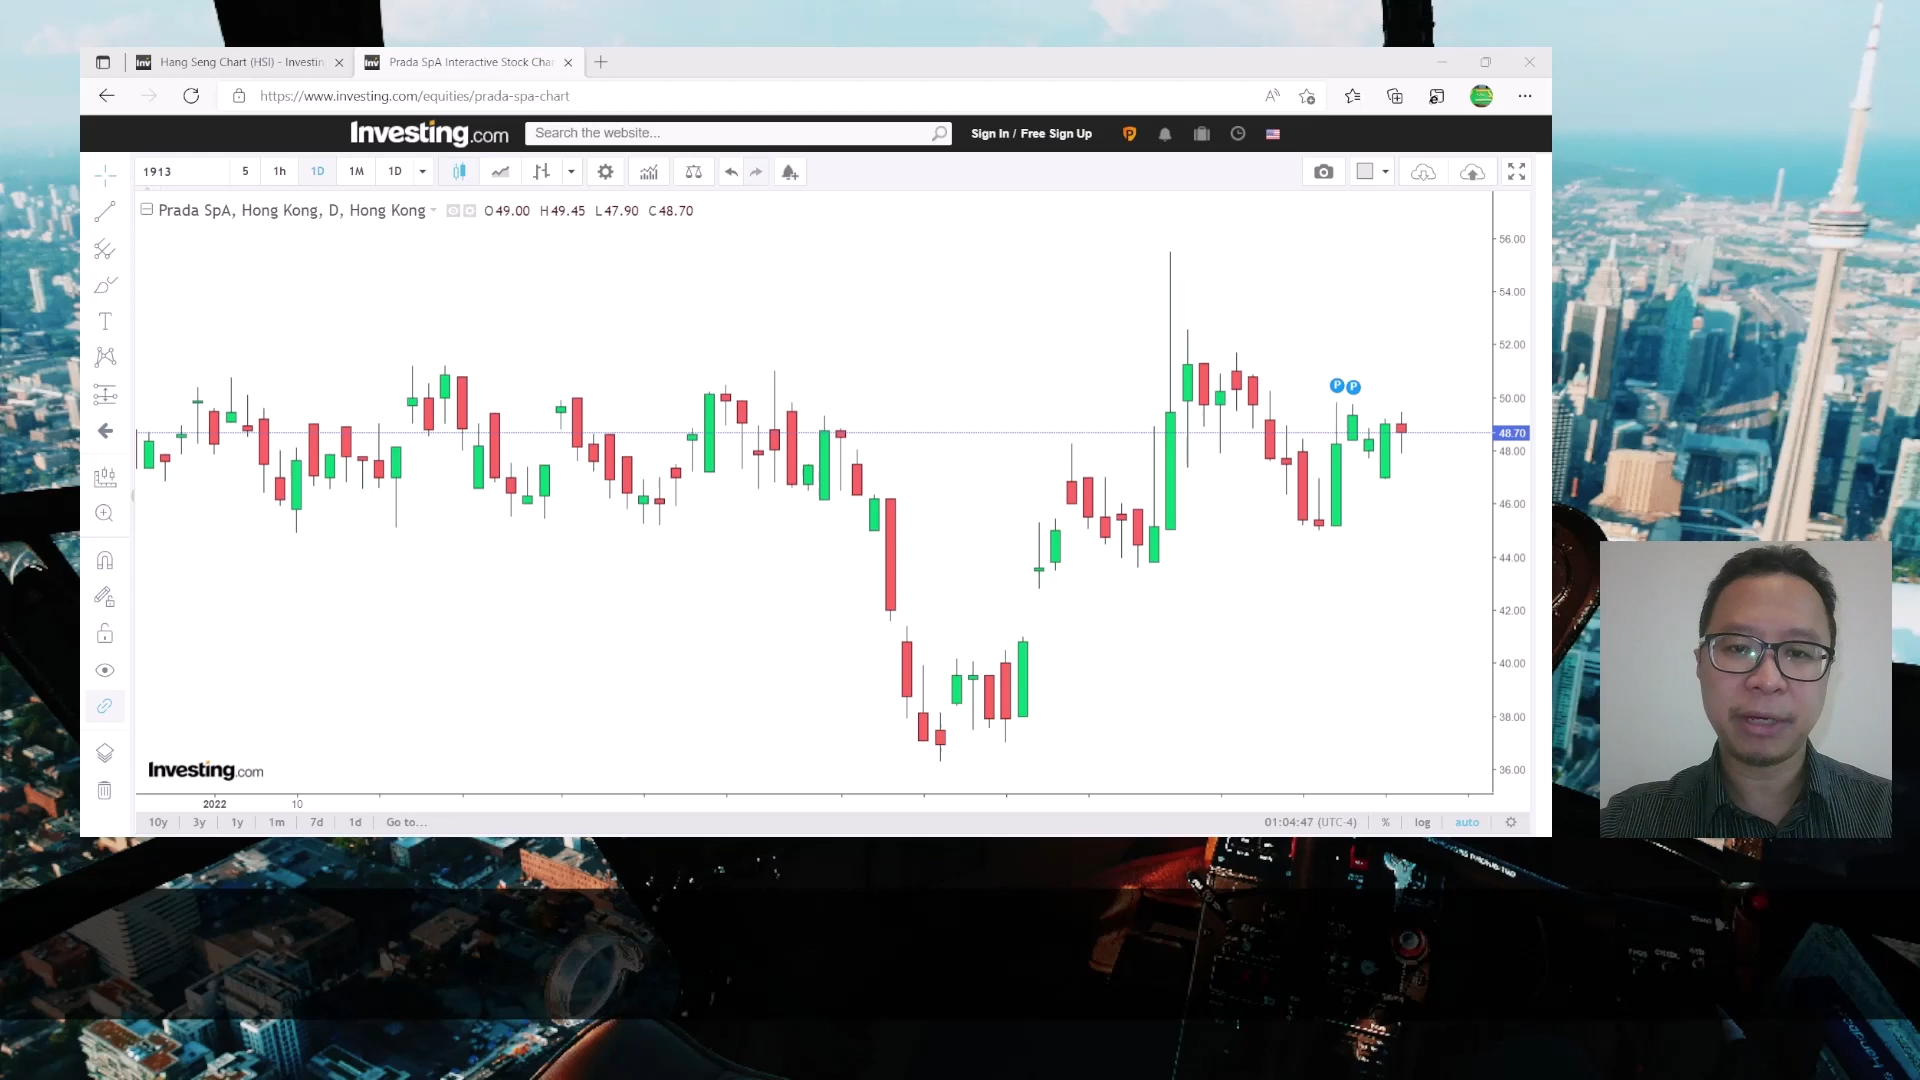 Hang Seng Chart (HSI) - Investin
Prada SpA Interactive Stock Char
https://www.investing.com/equities/prada-spa-chart
Investing.com
Search the website...
Sign In / Free Sign Up
1913
5
1h
1D
1M
1D
Prada SpA, Hong Kong, D, Hong Kong
O49.00 H49.45 L47.90 C48.70
56.00
54.00
52.00
50.00
48.70
48.00
46.00
44.00
42.00
40.00
38.00
36.00
P P
Investing.com
2022
10
10y 3y 1y 1m 7d 1d Go to...
01:04:47 (UTC-4) % log auto